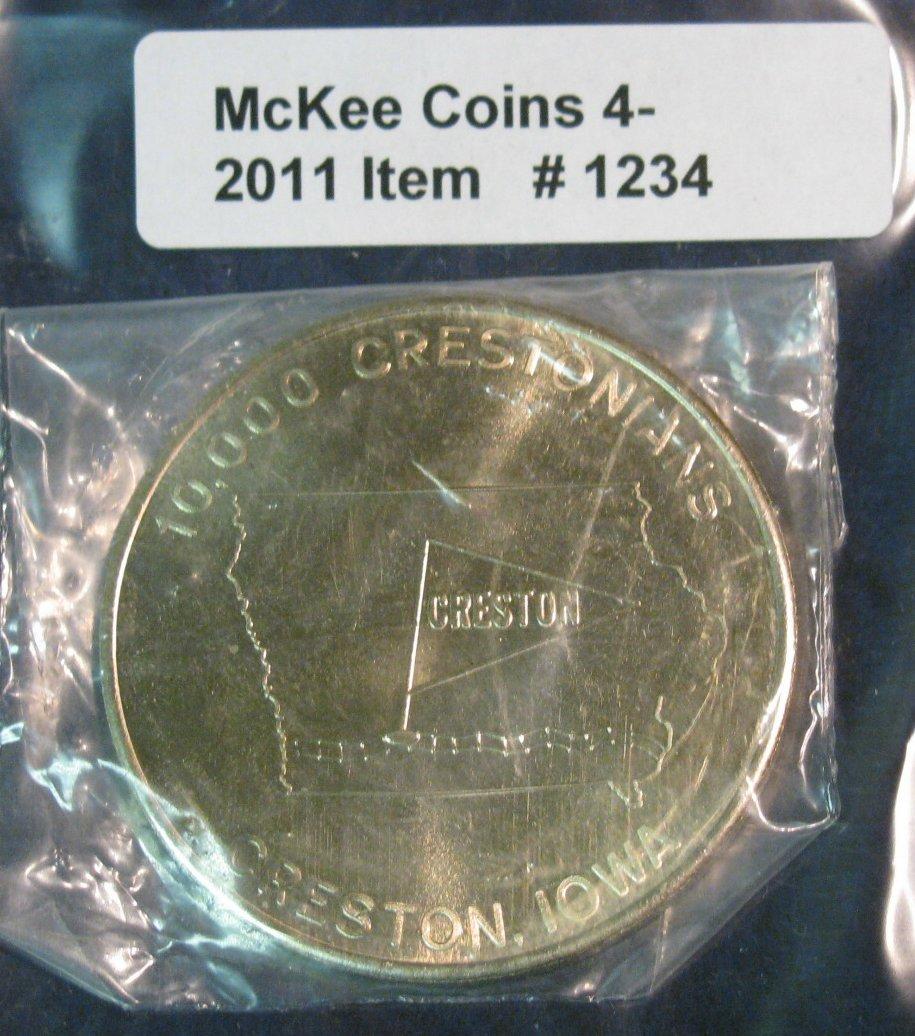 McKee Coins 4-
2011 Item # 1234
10,000 CRESTONIANS
CRESTON
CRESTON, IOWA